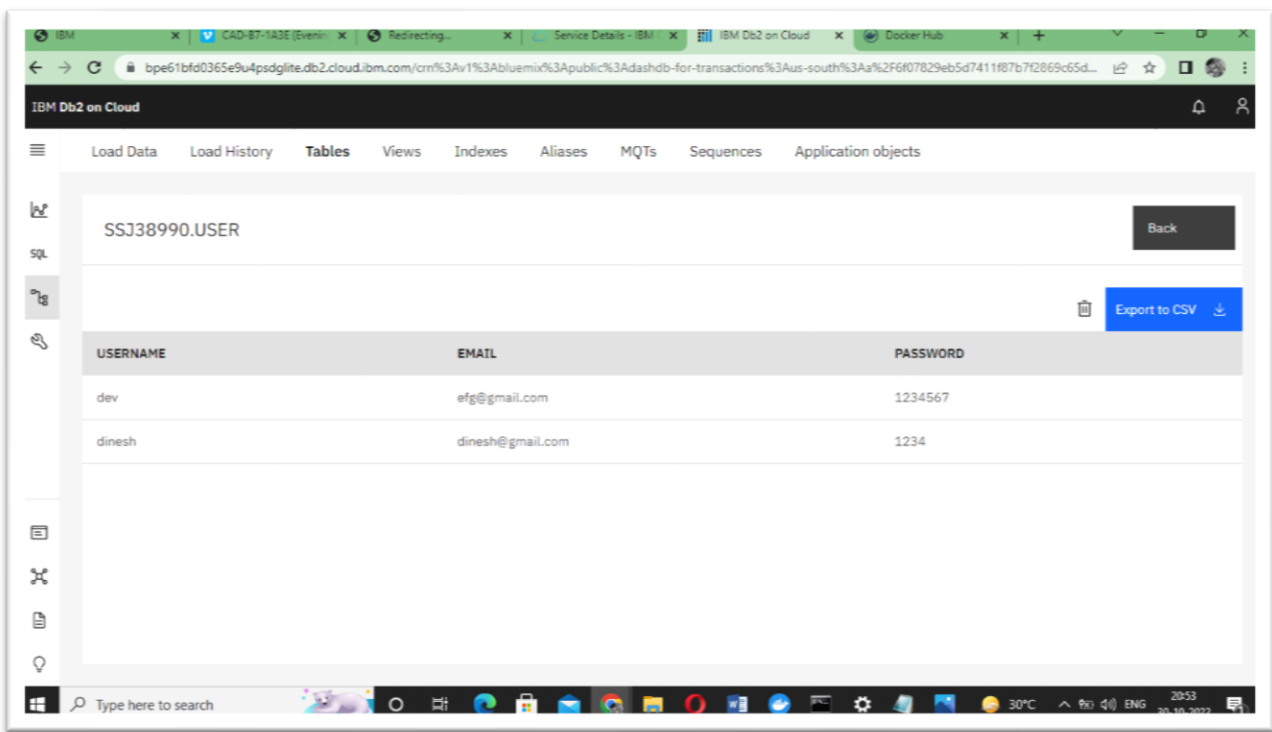 IBM
CAD-B7-1A3E (Evenin
Redirecting...
Service Details - IBM C
IBM Db2 on Cloud
Docker Hub
bpe61bfd0365e9u4psdglite.db2.cloud.ibm.com/crn%3Av1%3Abluemix%3Apublic%3Adashdb-for-transactions%3Aus-south%3Aa%2F6f07829eb5d7411f87b7f2869c65d...
IBM Db2 on Cloud
Load Data Load History Tables Views Indexes Aliases MQTs Sequences Application objects
SSJ38990.USER
Back
SQL
Export to CSV
USERNAME EMAIL PASSWORD
dev efg@gmail.com 1234567
dinesh dinesh@gmail.com 1234
Type here to search
30°C ENG 20:53
20-10-2022